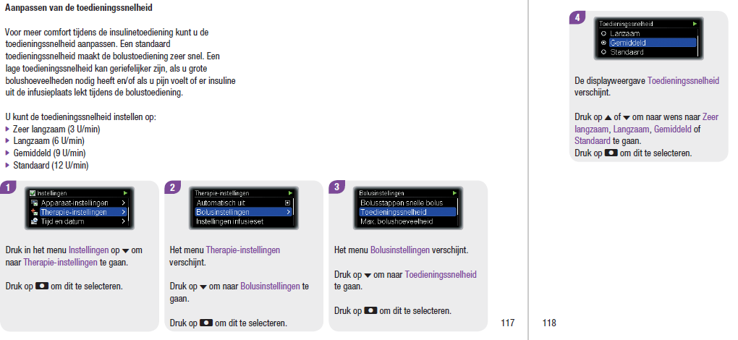 Aanpassen van de toedieningssnelheid
Voor meer comfort tijdens de insulinetoediening kunt u de
toedieningssnelheid aanpassen. Een standaard
toedieningssnelheid maakt de bolustoediening zeer snel. Een
lage toedieningssnelheid kan geriefelijker zijn, als u grote
bolushoeveelheden nodig heeft en/of als u pijn voelt of er insuline
uit de infusieplaats lekt tijdens de bolustoediening.
U kunt de toedieningssnelheid instellen op:
Zeer langzaam (3 U/min)
Langzaam (6 U/min)
Gemiddeld (9 U/min)
Standaard (12 U/min)
1
Instellingen
Apparaat-instellingen
Therapie-instellingen
Tijd en datum
Druk in het menu Instellingen op ▼ om
naar Therapie-instellingen te gaan.
Druk op om dit te selecteren.
2
Therapie-instellingen
Automatisch uit
Bolusinstellingen
Instellingen infusieset
Het menu Therapie-instellingen
verschijnt.
Druk op ▼ om naar Bolusinstellingen te
gaan.
Druk op om dit te selecteren.
3
Bolusinstellingen
Bolusstappen snelle bolus
Toedieningssnelheid
Max. bolushoeveelheid
Het menu Bolusinstellingen verschijnt.
Druk op ▼ om naar Toedieningssnelheid
te gaan.
Druk op om dit te selecteren.
117
4
Toedieningssnelheid
Langzaam
Gemiddeld
Standaard
De displayweergave Toedieningssnelheid
verschijnt.
Druk op ▲ of ▼ om naar wens naar Zeer
langzaam, Langzaam, Gemiddeld of
Standaard te gaan.
Druk op om dit te selecteren.
118